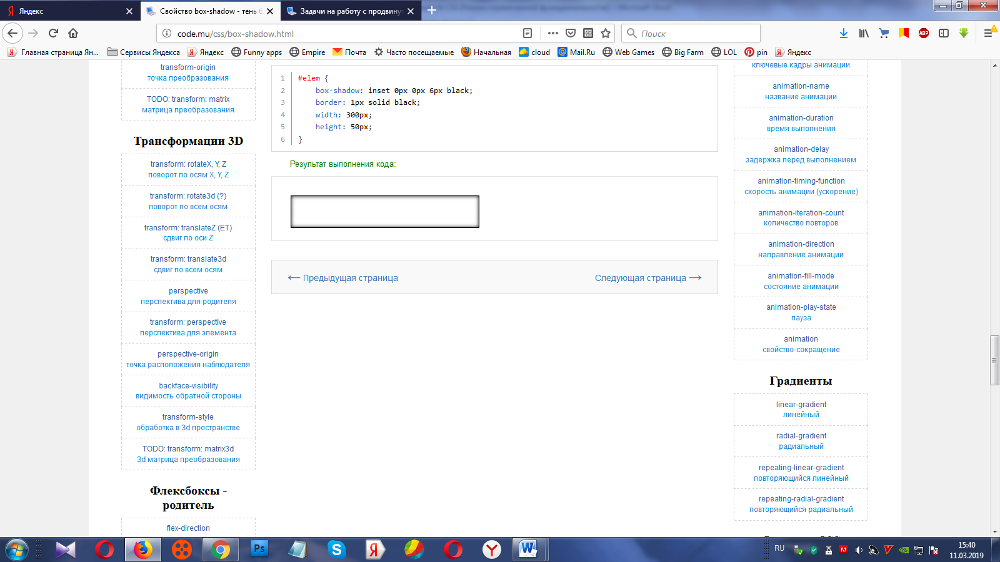 Яндекс
Свойство box-shadow - тень б
Задачи на работу с продвинут
code.mu/css/box-shadow.html
Поиск
Главная страница Ян...
Сервисы Яндекса
Яндекс
Funny apps
Empire
Почта
Часто посещаемые
Начальная
cloud
Mail.Ru
Web Games
Big Farm
LOL
pin
Яндекс
transform-origin
точка преобразования
TODO: transform: matrix
матрица преобразования
Трансформации 3D
transform: rotateX, Y, Z
поворот по осям X, Y, Z
transform: rotate3d (?)
поворот по всем осям
transform: translateZ (ET)
сдвиг по оси Z
transform: translate3d
сдвиг по всем осям
perspective
перспектива для родителя
transform: perspective
перспектива для элемента
perspective-origin
точка расположения наблюдателя
backface-visibility
видимость обратной стороны
transform-style
обработка в 3d пространстве
TODO: transform: matrix3d
3d матрица преобразования
Флексбоксы -
родитель
flex-direction
1 #elem {
2 box-shadow: inset 0px 0px 6px black;
3 border: 1px solid black;
4 width: 300px;
5 height: 50px;
6 }
Результат выполнения кода:
⟵ Предыдущая страница
Следующая страница ⟶
ключевые кадры анимации
animation-name
название анимации
animation-duration
время выполнения
animation-delay
задержка перед выполнением
animation-timing-function
скорость анимации (ускорение)
animation-iteration-count
количество повторов
animation-direction
направление анимации
animation-fill-mode
состояние анимации
animation-play-state
пауза
animation
свойство-сокращение
Градиенты
linear-gradient
линейный
radial-gradient
радиальный
repeating-linear-gradient
повторяющийся линейный
repeating-radial-gradient
повторяющийся радиальный
RU
15:40
11.03.2019